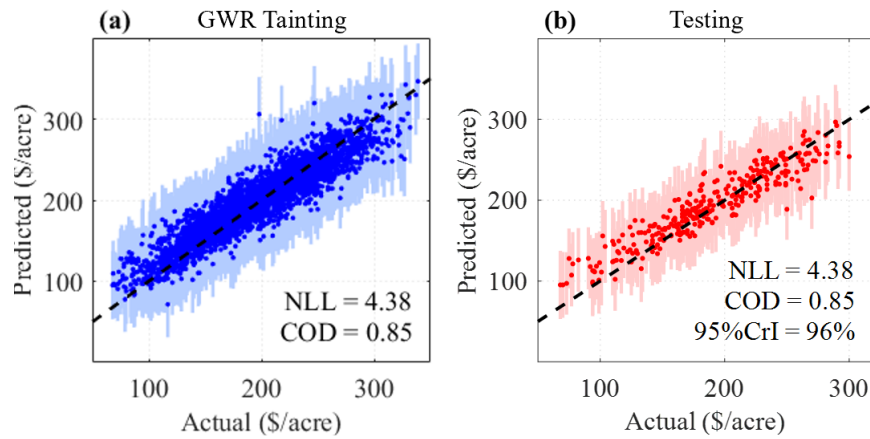 (a) GWR Tainting
Predicted ($/acre)
300
200
100
NLL = 4.38
COD = 0.85
100 200 300
Actual ($/acre)
(b) Testing
Predicted ($/acre)
300
200
100
NLL = 4.38
COD = 0.85
95%CrI = 96%
100 200 300
Actual ($/acre)